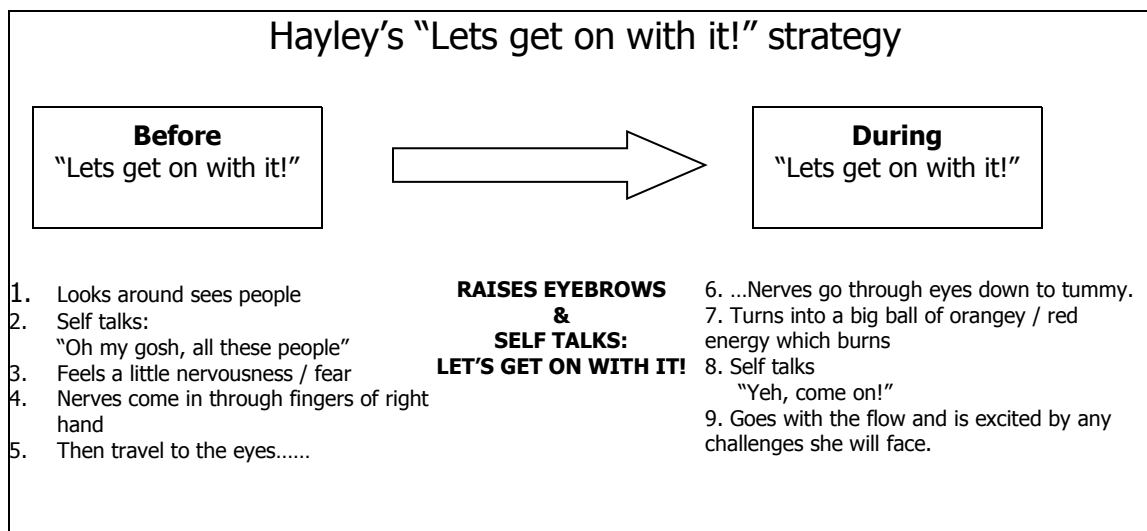 Hayley’s “Lets get on with it!” strategy
Before
“Lets get on with it!”
During
“Lets get on with it!”
1. Looks around sees people
2. Self talks:
“Oh my gosh, all these people”
3. Feels a little nervousness / fear
4. Nerves come in through fingers of right
hand
5. Then travel to the eyes......
RAISES EYEBROWS
&
SELF TALKS:
LET’S GET ON WITH IT!
6. ...Nerves go through eyes down to tummy.
7. Turns into a big ball of orangey / red
energy which burns
8. Self talks
“Yeh, come on!”
9. Goes with the flow and is excited by any
challenges she will face.